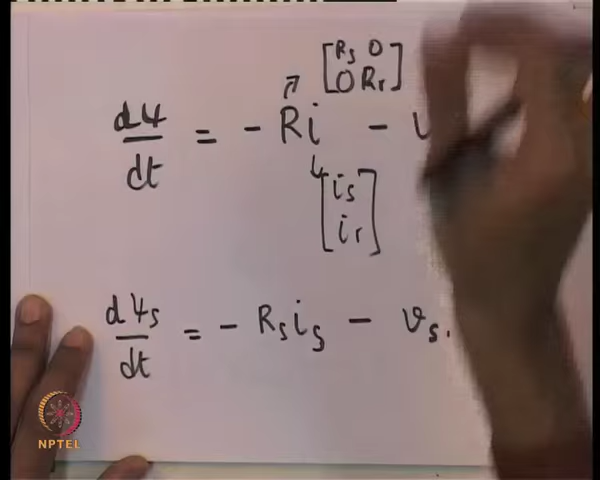 [Rs 0
0 Rr]
dΨ/dt = - Ri - v
[is
ir]
dΨs/dt = - Rs is - vs.
NPTEL